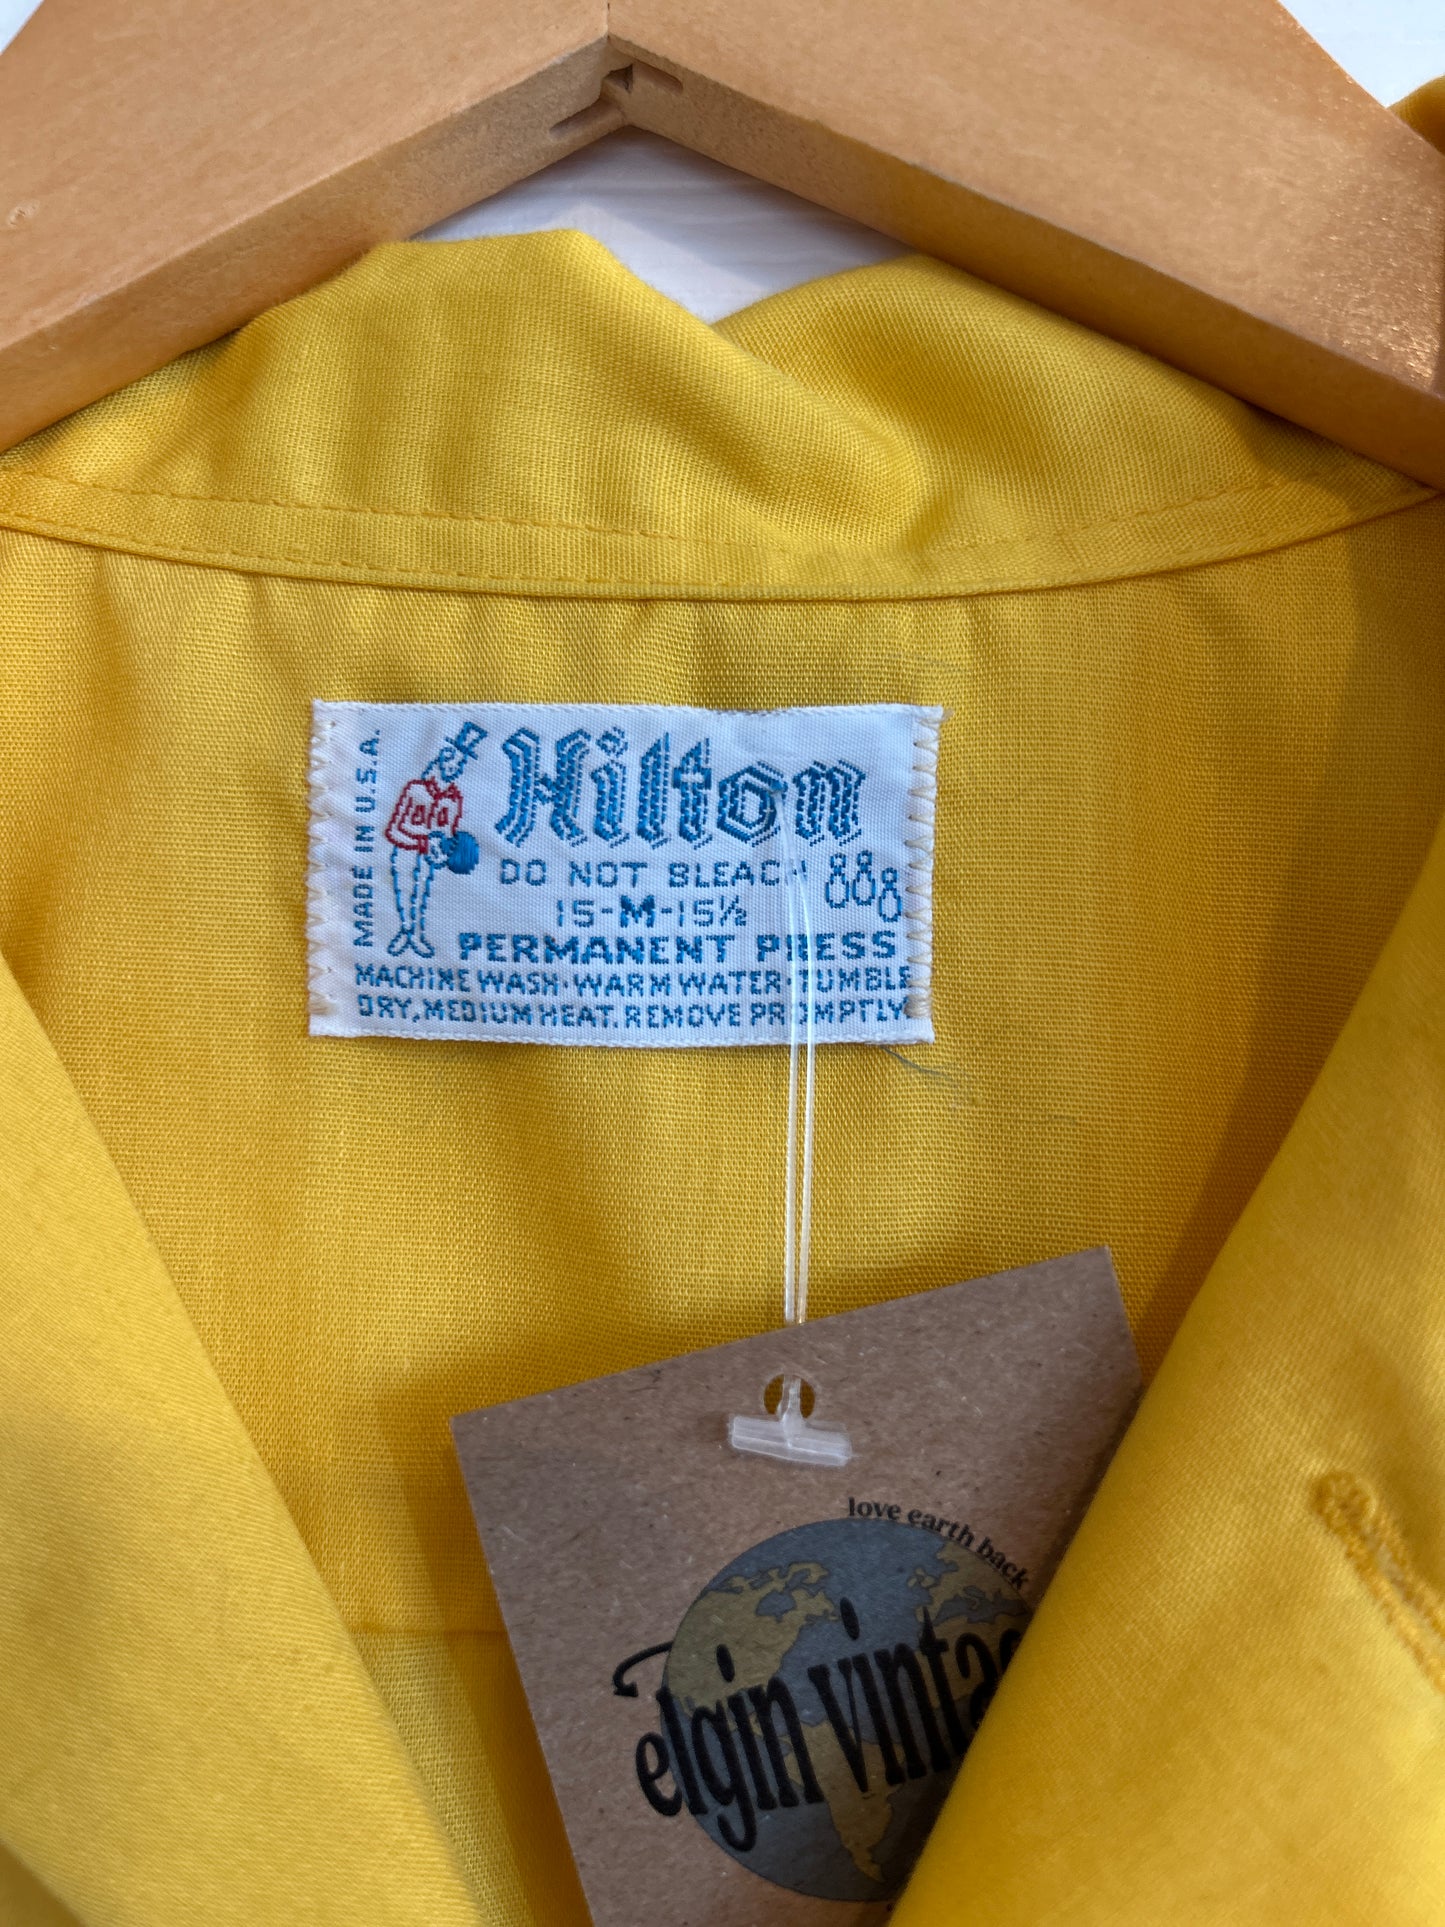 MADE IN U.S.A.
Hilton
DO NOT BLEACH
15-M-15½
PERMANENT PRESS
MACHINE WASH·WARM WATER·TUMBLE
DRY, MEDIUM HEAT. REMOVE PROMPTLY
love earth back
elgin